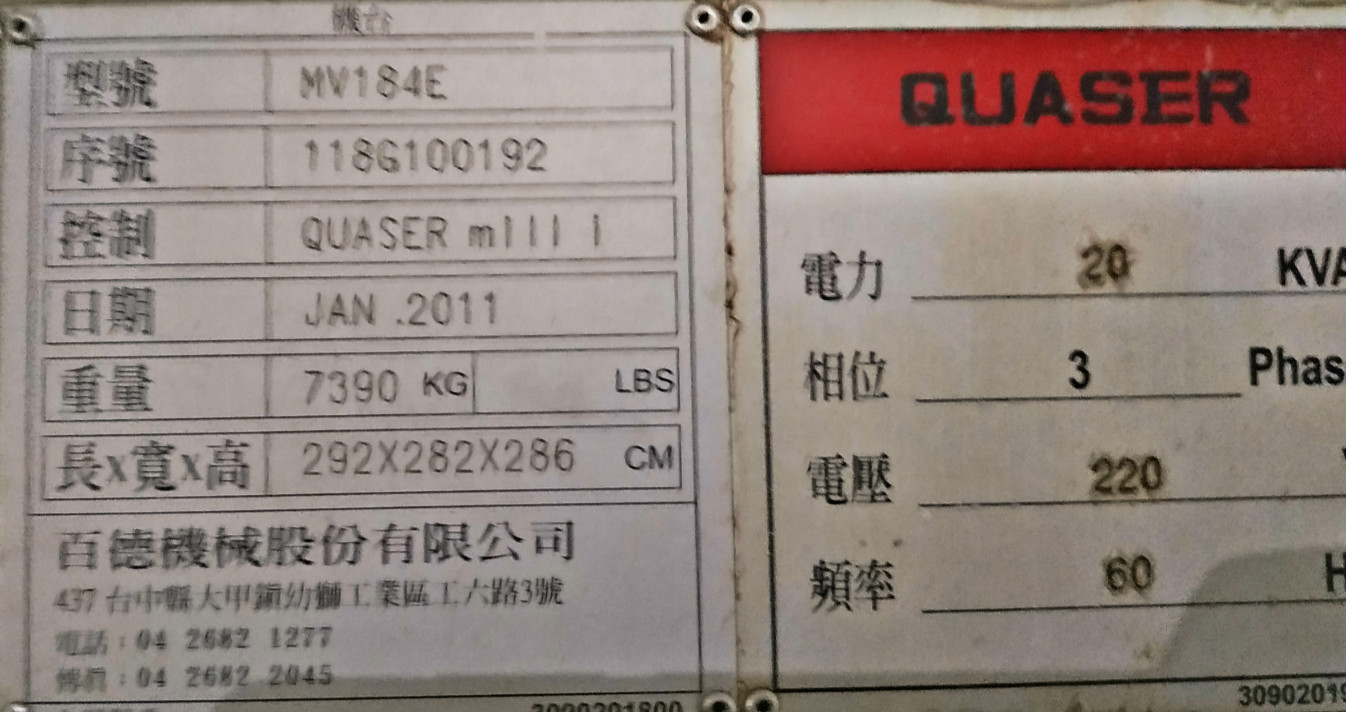 機台
型號 MV184E
序號 118G100192
控制 QUASER mill i
日期 JAN .2011
重量 7390 KG LBS
長x寬x高 292X282X286 CM
百德機械股份有限公司
437 台中縣大甲鎭幼獅工業區工六路3號
電話：04 2682 1277
傳眞：04 2682 2045
3090201800
QUASER
電力 20 KVA
相位 3 Phas
電壓 220
頻率 60 H
30902019